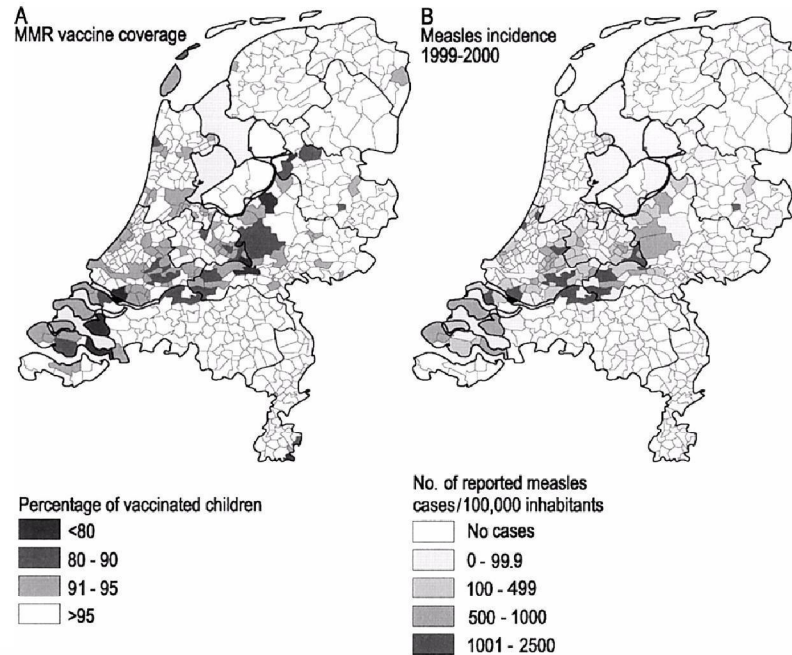 A
MMR vaccine coverage
B
Measles incidence
1999-2000
Percentage of vaccinated children
<80
80 - 90
91 - 95
>95
No. of reported measles
cases/100,000 inhabitants
No cases
0 - 99.9
100 - 499
500 - 1000
1001 - 2500